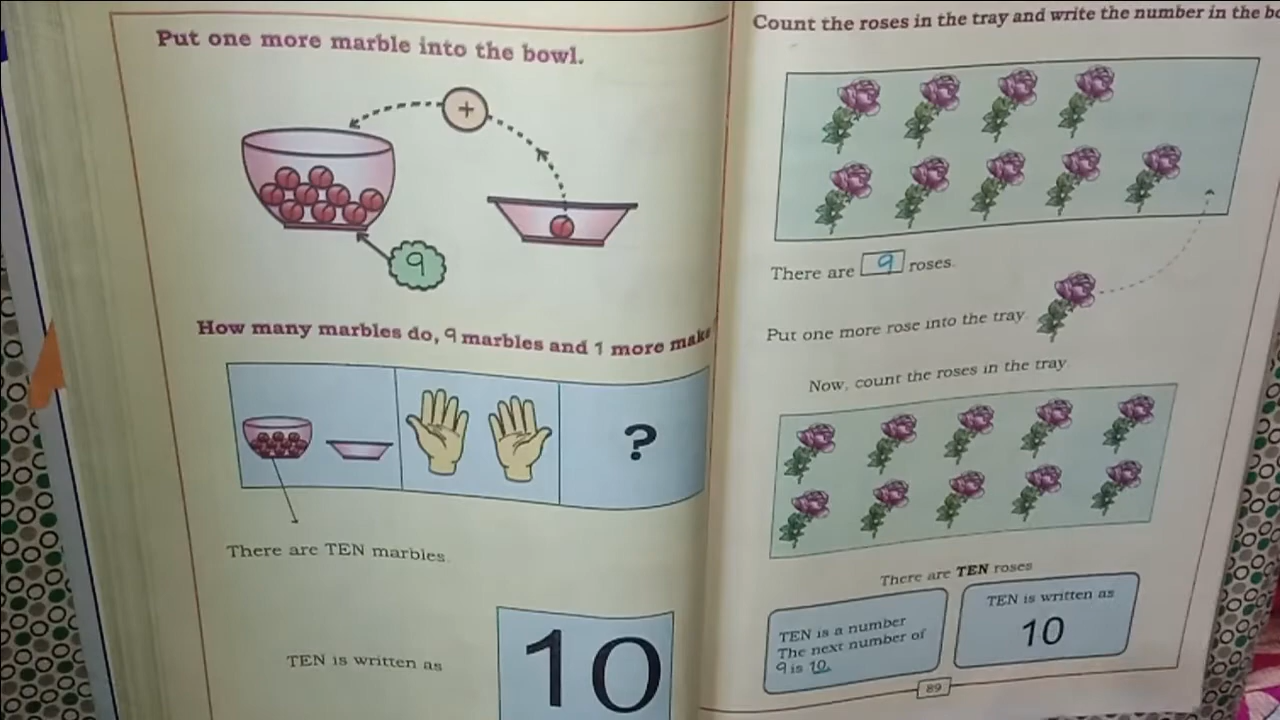 Put one more marble into the bowl.
+
9
How many marbles do, 9 marbles and 1 more make
?
There are TEN marbles.
TEN is written as
10
Count the roses in the tray and write the number in the
There are 9 roses.
Put one more rose into the tray
Now, count the roses in the tray
There are TEN roses
TEN is a number
The next number of
9 is 10.
TEN is written as
10
89